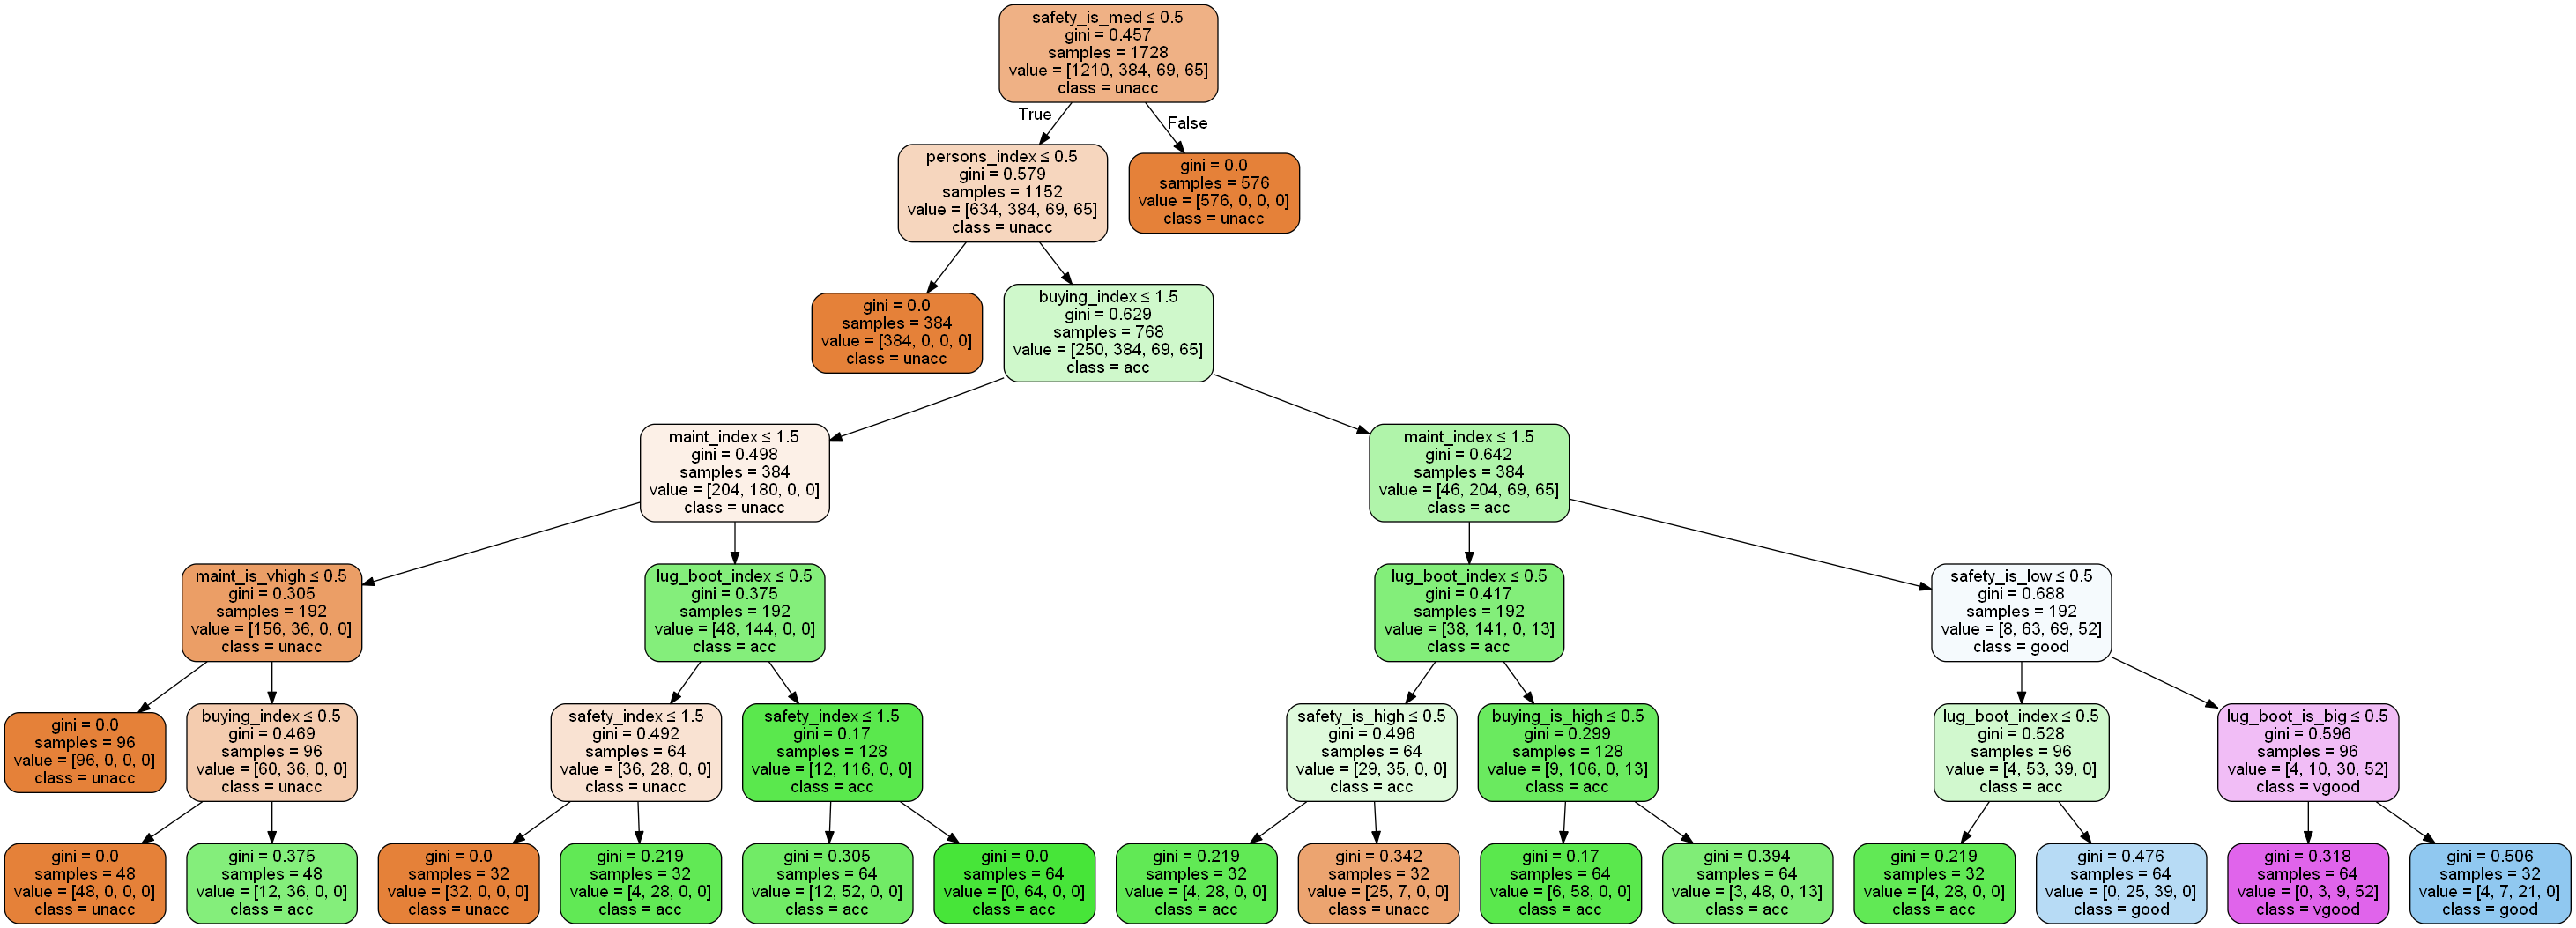 safety_is_med ≤ 0.5
gini = 0.457
samples = 1728
value = [1210, 384, 69, 65]
class = unacc
True
False
persons_index ≤ 0.5
gini = 0.579
samples = 1152
value = [634, 384, 69, 65]
class = unacc
gini = 0.0
samples = 576
value = [576, 0, 0, 0]
class = unacc
gini = 0.0
samples = 384
value = [384, 0, 0, 0]
class = unacc
buying_index ≤ 1.5
gini = 0.629
samples = 768
value = [250, 384, 69, 65]
class = acc
maint_index ≤ 1.5
gini = 0.498
samples = 384
value = [204, 180, 0, 0]
class = unacc
maint_index ≤ 1.5
gini = 0.642
samples = 384
value = [46, 204, 69, 65]
class = acc
maint_is_vhigh ≤ 0.5
gini = 0.305
samples = 192
value = [156, 36, 0, 0]
class = unacc
lug_boot_index ≤ 0.5
gini = 0.375
samples = 192
value = [48, 144, 0, 0]
class = acc
lug_boot_index ≤ 0.5
gini = 0.417
samples = 192
value = [38, 141, 0, 13]
class = acc
safety_is_low ≤ 0.5
gini = 0.688
samples = 192
value = [8, 63, 69, 52]
class = good
gini = 0.0
samples = 96
value = [96, 0, 0, 0]
class = unacc
buying_index ≤ 0.5
gini = 0.469
samples = 96
value = [60, 36, 0, 0]
class = unacc
safety_index ≤ 1.5
gini = 0.492
samples = 64
value = [36, 28, 0, 0]
class = unacc
safety_index ≤ 1.5
gini = 0.17
samples = 128
value = [12, 116, 0, 0]
class = acc
safety_is_high ≤ 0.5
gini = 0.496
samples = 64
value = [29, 35, 0, 0]
class = acc
buying_is_high ≤ 0.5
gini = 0.299
samples = 128
value = [9, 106, 0, 13]
class = acc
lug_boot_index ≤ 0.5
gini = 0.528
samples = 96
value = [4, 53, 39, 0]
class = acc
lug_boot_is_big ≤ 0.5
gini = 0.596
samples = 96
value = [4, 10, 30, 52]
class = vgood
gini = 0.0
samples = 48
value = [48, 0, 0, 0]
class = unacc
gini = 0.375
samples = 48
value = [12, 36, 0, 0]
class = acc
gini = 0.0
samples = 32
value = [32, 0, 0, 0]
class = unacc
gini = 0.219
samples = 32
value = [4, 28, 0, 0]
class = acc
gini = 0.305
samples = 64
value = [12, 52, 0, 0]
class = acc
gini = 0.0
samples = 64
value = [0, 64, 0, 0]
class = acc
gini = 0.219
samples = 32
value = [4, 28, 0, 0]
class = acc
gini = 0.342
samples = 32
value = [25, 7, 0, 0]
class = unacc
gini = 0.17
samples = 64
value = [6, 58, 0, 0]
class = acc
gini = 0.394
samples = 64
value = [3, 48, 0, 13]
class = acc
gini = 0.219
samples = 32
value = [4, 28, 0, 0]
class = acc
gini = 0.476
samples = 64
value = [0, 25, 39, 0]
class = good
gini = 0.318
samples = 64
value = [0, 3, 9, 52]
class = vgood
gini = 0.506
samples = 32
value = [4, 7, 21, 0]
class = good